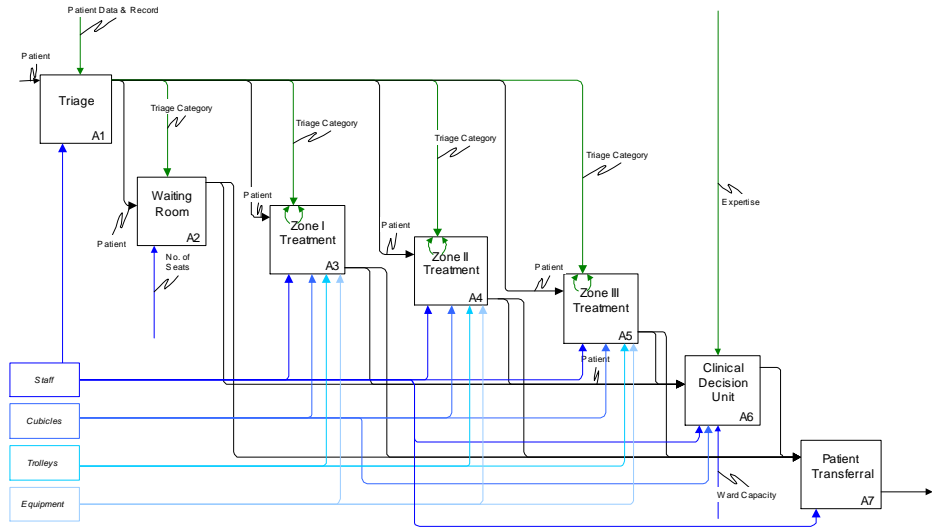 Patient Data & Record
Patient
Triage
A1
Triage Category
Triage Category
Triage Category
Triage Category
Expertise
Waiting
Room
A2
Patient
No. of
Seats
Patient
Zone I
Treatment
A3
Patient
Zone II
Treatment
A4
Patient
Zone III
Treatment
A5
Patient
Clinical
Decision
Unit
A6
Ward Capacity
Patient
Transferral
A7
Staff
Cubicles
Trolleys
Equipment